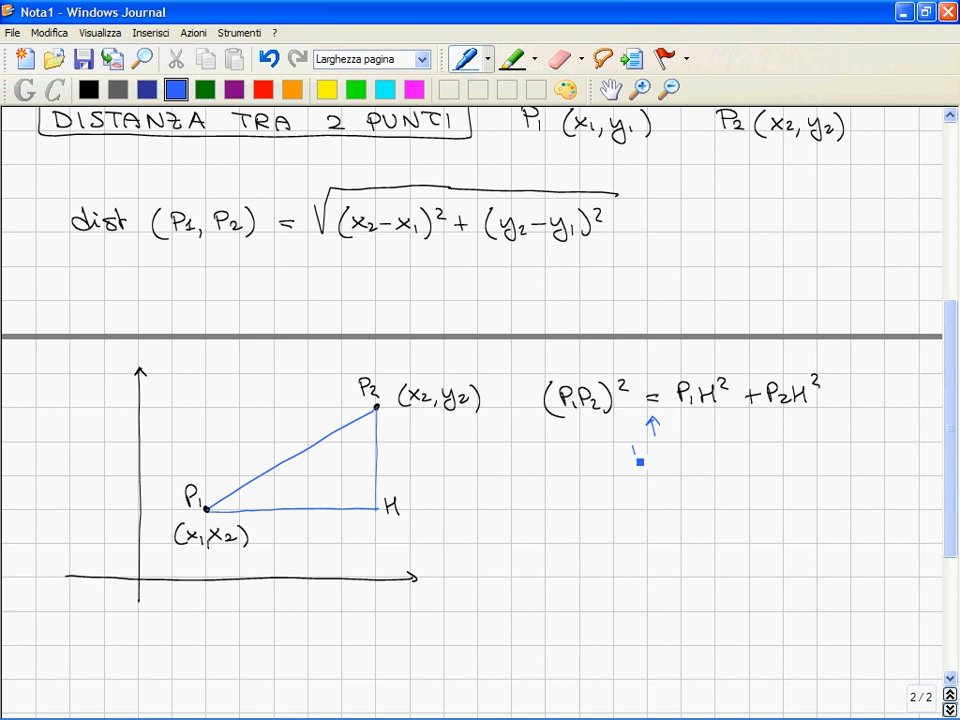 Nota1 - Windows Journal
File Modifica Visualizza Inserisci Azioni Strumenti ?
Larghezza pagina
G C
DISTANZA TRA 2 PUNTI P₁ (x₁, y₁) P₂ (x₂, y₂)
dist (P1, P₂) = √(x₂-x₁)² + (y₂-y₁)²
P₂ (x₂, y₂) (P₁P₂)² = P₁H² + P₂H²
P₁
H
(x₁, x₂)
2 / 2